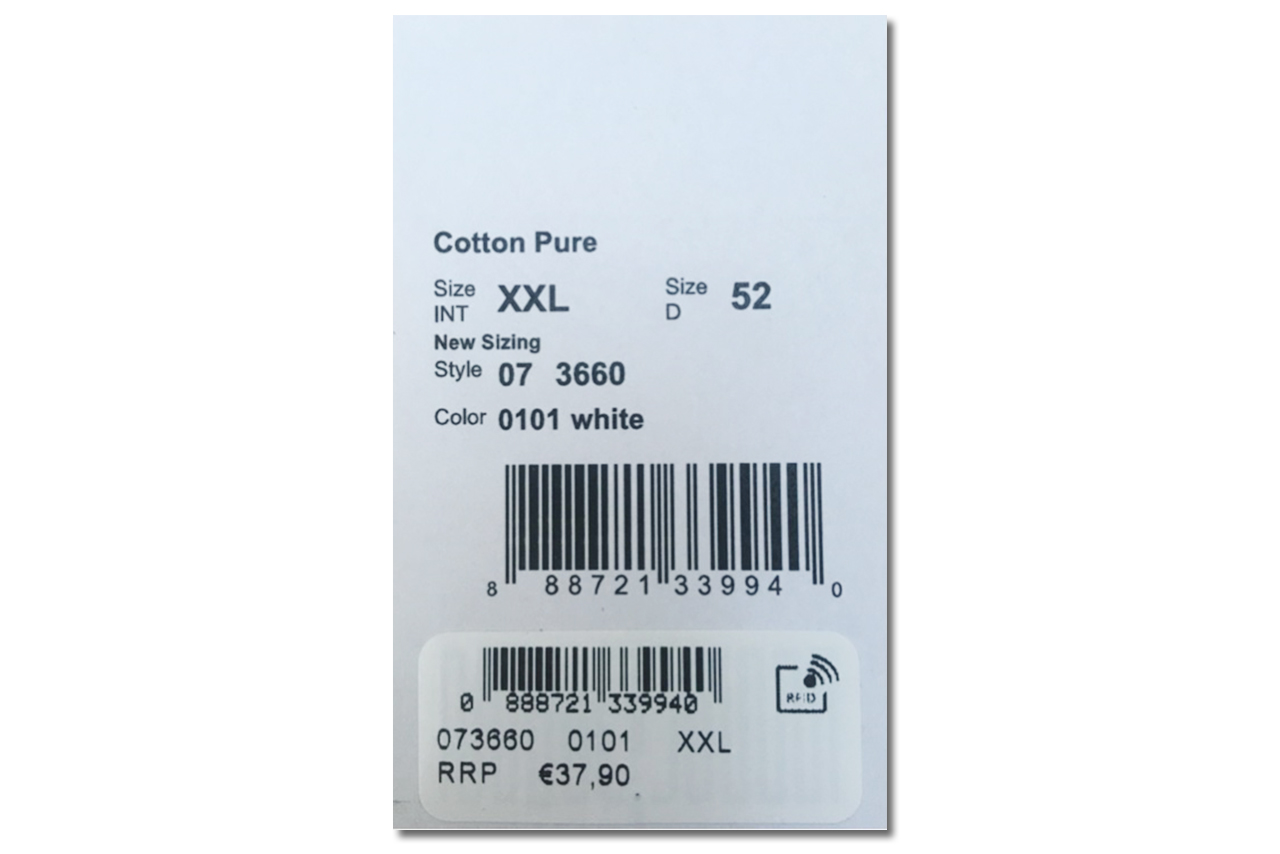 Cotton Pure
Size INT XXL Size D 52
New Sizing
Style 07 3660
Color 0101 white
8 88721 33994 0
0 888721 339940
RFID
073660 0101 XXL
RRP €37,90